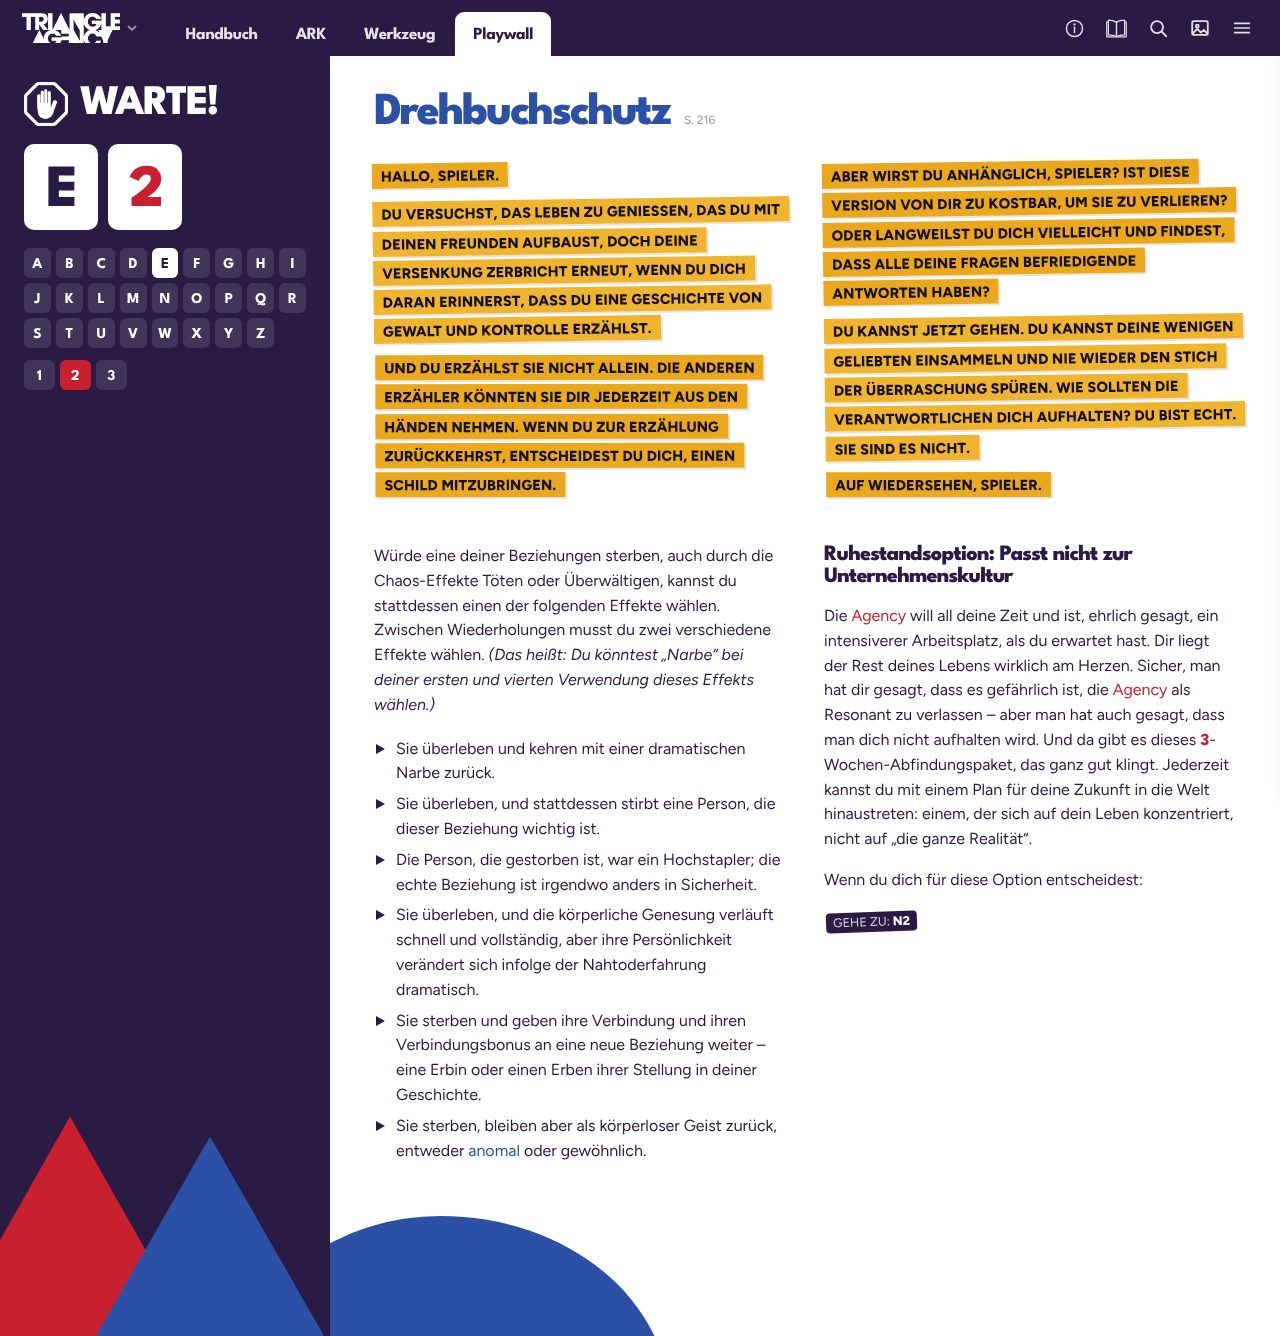 TRIANGLE
AGENCY
Handbuch
ARK
Werkzeug
Playwall
WARTE!
E 2
A B C D E F G H I
J K L M N O P Q R
S T U V W X Y Z
1 2 3
Drehbuchschutz S. 216
HALLO, SPIELER.
DU VERSUCHST, DAS LEBEN ZU GENIESSEN, DAS DU MIT
DEINEN FREUNDEN AUFBAUST, DOCH DEINE
VERSENKUNG ZERBRICHT ERNEUT, WENN DU DICH
DARAN ERINNERST, DASS DU EINE GESCHICHTE VON
GEWALT UND KONTROLLE ERZÄHLST.
UND DU ERZÄHLST SIE NICHT ALLEIN. DIE ANDEREN
ERZÄHLER KÖNNTEN SIE DIR JEDERZEIT AUS DEN
HÄNDEN NEHMEN. WENN DU ZUR ERZÄHLUNG
ZURÜCKKEHRST, ENTSCHEIDEST DU DICH, EINEN
SCHILD MITZUBRINGEN.
ABER WIRST DU ANHÄNGLICH, SPIELER? IST DIESE
VERSION VON DIR ZU KOSTBAR, UM SIE ZU VERLIEREN?
ODER LANGWEILST DU DICH VIELLEICHT UND FINDEST,
DASS ALLE DEINE FRAGEN BEFRIEDIGENDE
ANTWORTEN HABEN?
DU KANNST JETZT GEHEN. DU KANNST DEINE WENIGEN
GELIEBTEN EINSAMMELN UND NIE WIEDER DEN STICH
DER ÜBERRASCHUNG SPÜREN. WIE SOLLTEN DIE
VERANTWORTLICHEN DICH AUFHALTEN? DU BIST ECHT.
SIE SIND ES NICHT.
AUF WIEDERSEHEN, SPIELER.
Würde eine deiner Beziehungen sterben, auch durch die
Chaos-Effekte Töten oder Überwältigen, kannst du
stattdessen einen der folgenden Effekte wählen.
Zwischen Wiederholungen musst du zwei verschiedene
Effekte wählen. (Das heißt: Du könntest „Narbe“ bei
deiner ersten und vierten Verwendung dieses Effekts
wählen.)
▶ Sie überleben und kehren mit einer dramatischen
Narbe zurück.
▶ Sie überleben, und stattdessen stirbt eine Person, die
dieser Beziehung wichtig ist.
▶ Die Person, die gestorben ist, war ein Hochstapler; die
echte Beziehung ist irgendwo anders in Sicherheit.
▶ Sie überleben, und die körperliche Genesung verläuft
schnell und vollständig, aber ihre Persönlichkeit
verändert sich infolge der Nahtoderfahrung
dramatisch.
▶ Sie sterben und geben ihre Verbindung und ihren
Verbindungsbonus an eine neue Beziehung weiter –
eine Erbin oder einen Erben ihrer Stellung in deiner
Geschichte.
▶ Sie sterben, bleiben aber als körperloser Geist zurück,
entweder anomal oder gewöhnlich.
Ruhestandsoption: Passt nicht zur
Unternehmenskultur
Die Agency will all deine Zeit und ist, ehrlich gesagt, ein
intensiverer Arbeitsplatz, als du erwartet hast. Dir liegt
der Rest deines Lebens wirklich am Herzen. Sicher, man
hat dir gesagt, dass es gefährlich ist, die Agency als
Resonant zu verlassen – aber man hat auch gesagt, dass
man dich nicht aufhalten wird. Und da gibt es dieses 3-
Wochen-Abfindungspaket, das ganz gut klingt. Jederzeit
kannst du mit einem Plan für deine Zukunft in die Welt
hinaustreten: einem, der sich auf dein Leben konzentriert,
nicht auf „die ganze Realität“.
Wenn du dich für diese Option entscheidest:
GEHE ZU: N2